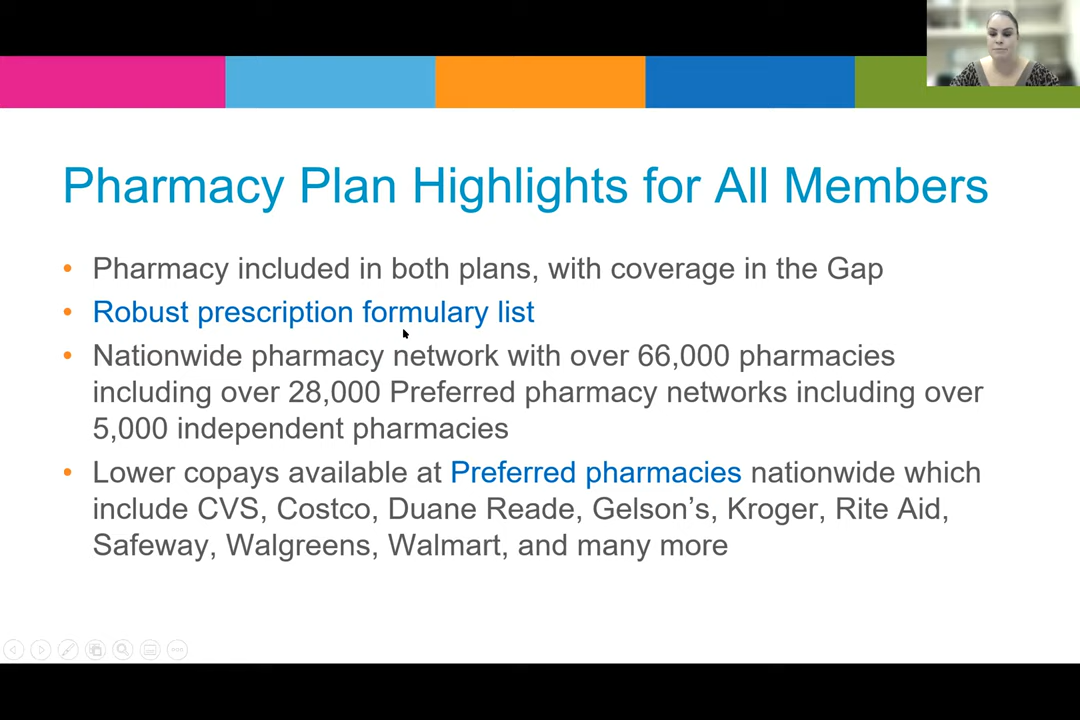 Pharmacy Plan Highlights for All Members
• Pharmacy included in both plans, with coverage in the Gap
• Robust prescription formulary list
• Nationwide pharmacy network with over 66,000 pharmacies
including over 28,000 Preferred pharmacy networks including over
5,000 independent pharmacies
• Lower copays available at Preferred pharmacies nationwide which
include CVS, Costco, Duane Reade, Gelson’s, Kroger, Rite Aid,
Safeway, Walgreens, Walmart, and many more